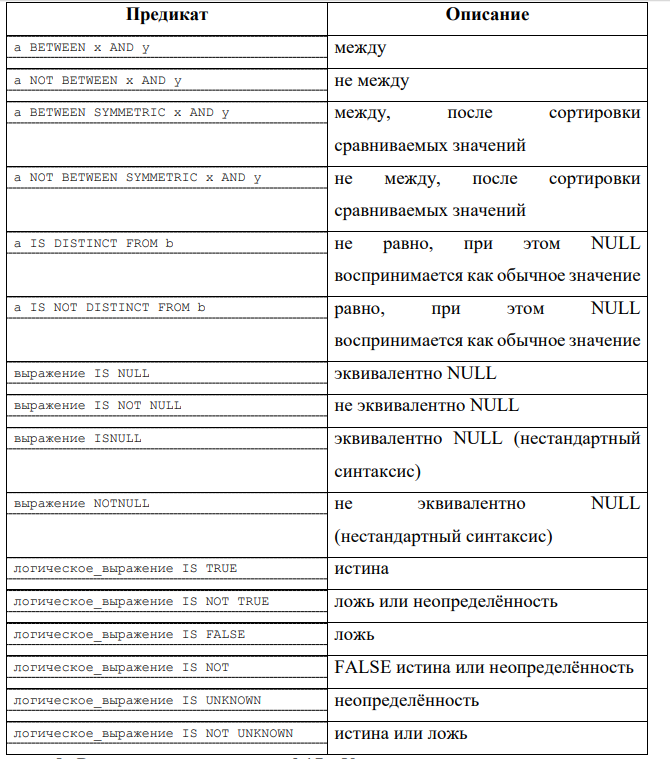 Предикат Описание
a BETWEEN x AND y между
a NOT BETWEEN x AND y не между
a BETWEEN SYMMETRIC x AND y между, после сортировки
сравниваемых значений
a NOT BETWEEN SYMMETRIC x AND y не между, после сортировки
сравниваемых значений
a IS DISTINCT FROM b не равно, при этом NULL
воспринимается как обычное значение
a IS NOT DISTINCT FROM b равно, при этом NULL
воспринимается как обычное значение
выражение IS NULL эквивалентно NULL
выражение IS NOT NULL не эквивалентно NULL
выражение ISNULL эквивалентно NULL (нестандартный
синтаксис)
выражение NOTNULL не эквивалентно NULL
(нестандартный синтаксис)
логическое_выражение IS TRUE истина
логическое_выражение IS NOT TRUE ложь или неопределённость
логическое_выражение IS FALSE ложь
логическое_выражение IS NOT FALSE истина или неопределённость
логическое_выражение IS UNKNOWN неопределённость
логическое_выражение IS NOT UNKNOWN истина или ложь